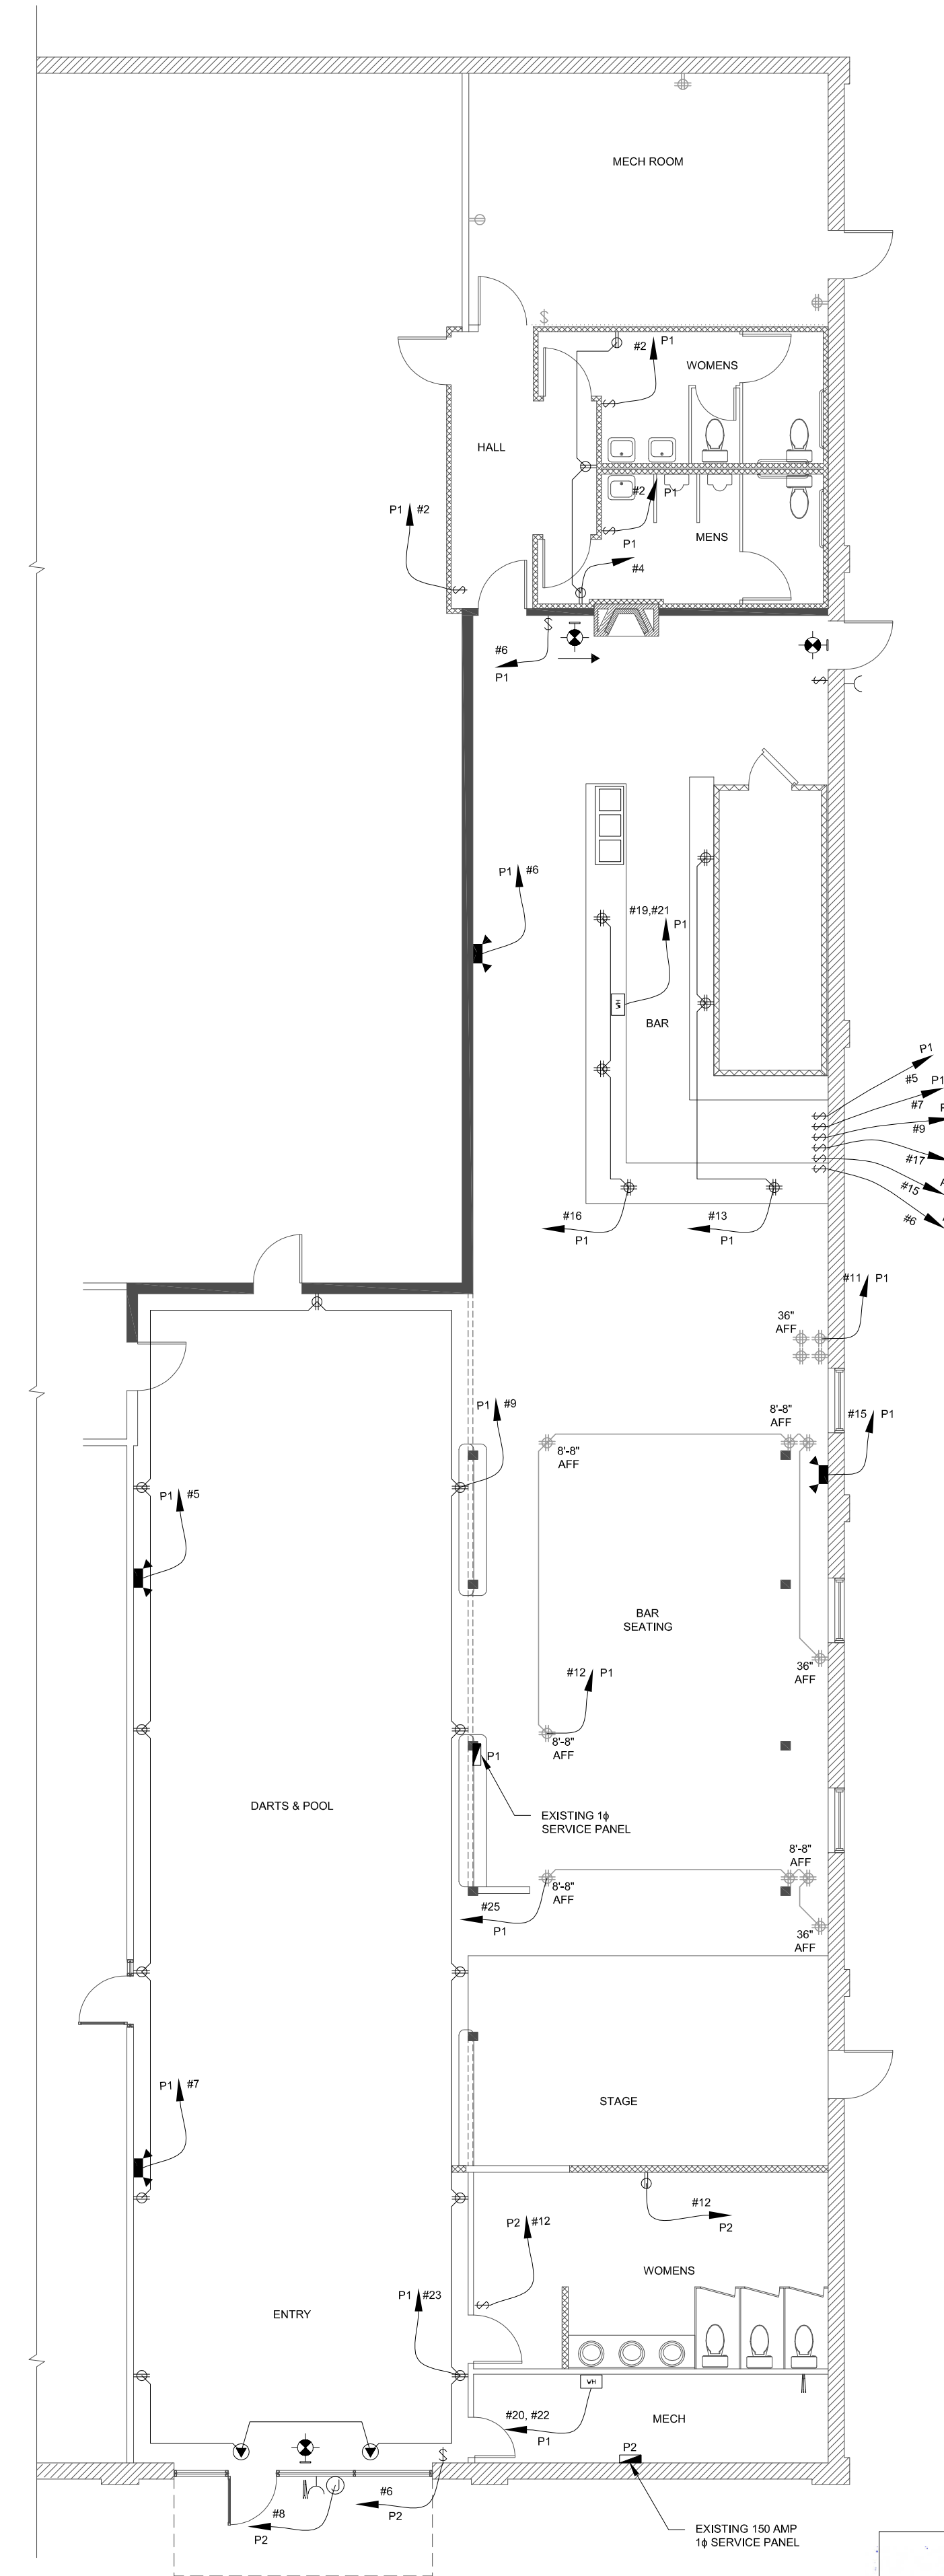 MECH ROOM
#2 P1
WOMENS
HALL
P1 #2
#2
P1
MENS
P1
#4
#6
P1
P1 #6
#19,#21
P1
WH
BAR
P1
#5
P1
#7
#9
#17
#15
#6
#16
P1
#13
P1
#11 P1
36"
AFF
P1 #9
8'-8"
AFF
#15 P1
8'-8"
AFF
P1 #5
BAR
SEATING
36"
AFF
#12 P1
8'-8"
AFF
P1
DARTS & POOL
EXISTING 1ϕ
SERVICE PANEL
8'-8"
AFF
8'-8"
AFF
#25
P1
36"
AFF
P1 #7
STAGE
#12
P2
P2 #12
WOMENS
P1 #23
ENTRY
WH
#20, #22
P1
MECH
P2
J
#6
P2
#8
P2
EXISTING 150 AMP
1ϕ SERVICE PANEL